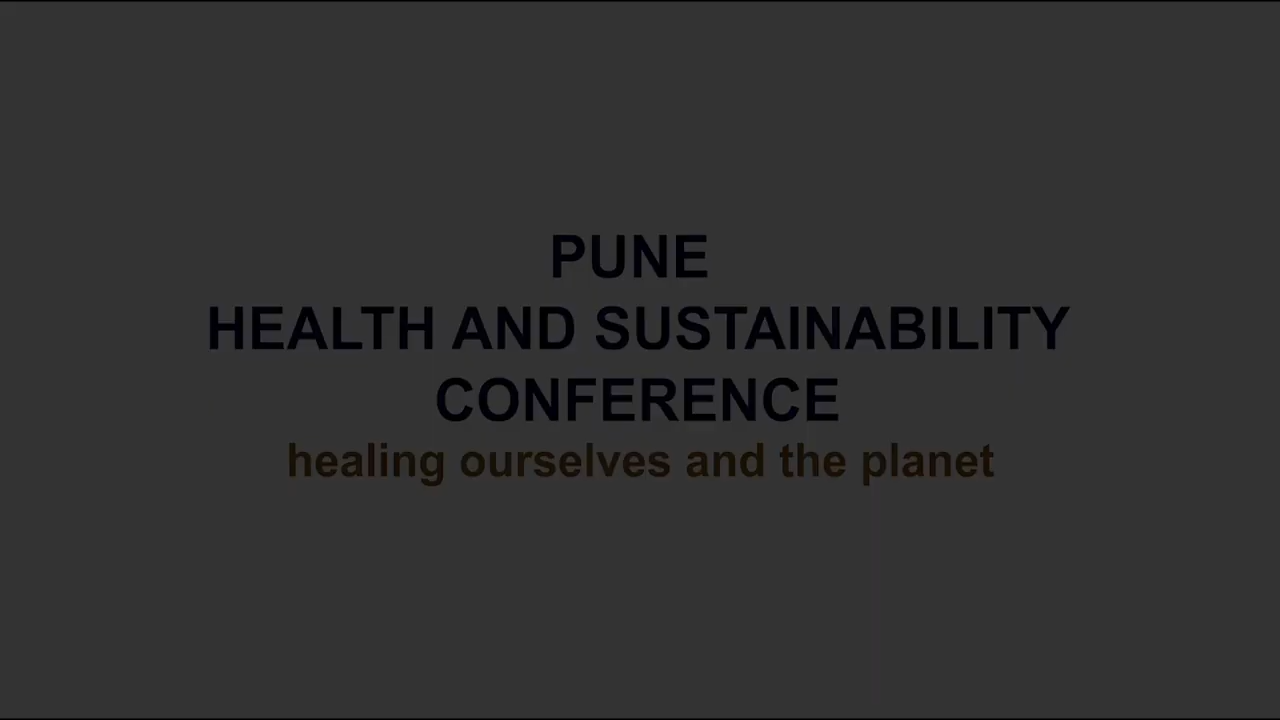 PUNE
HEALTH AND SUSTAINABILITY
CONFERENCE
healing ourselves and the planet